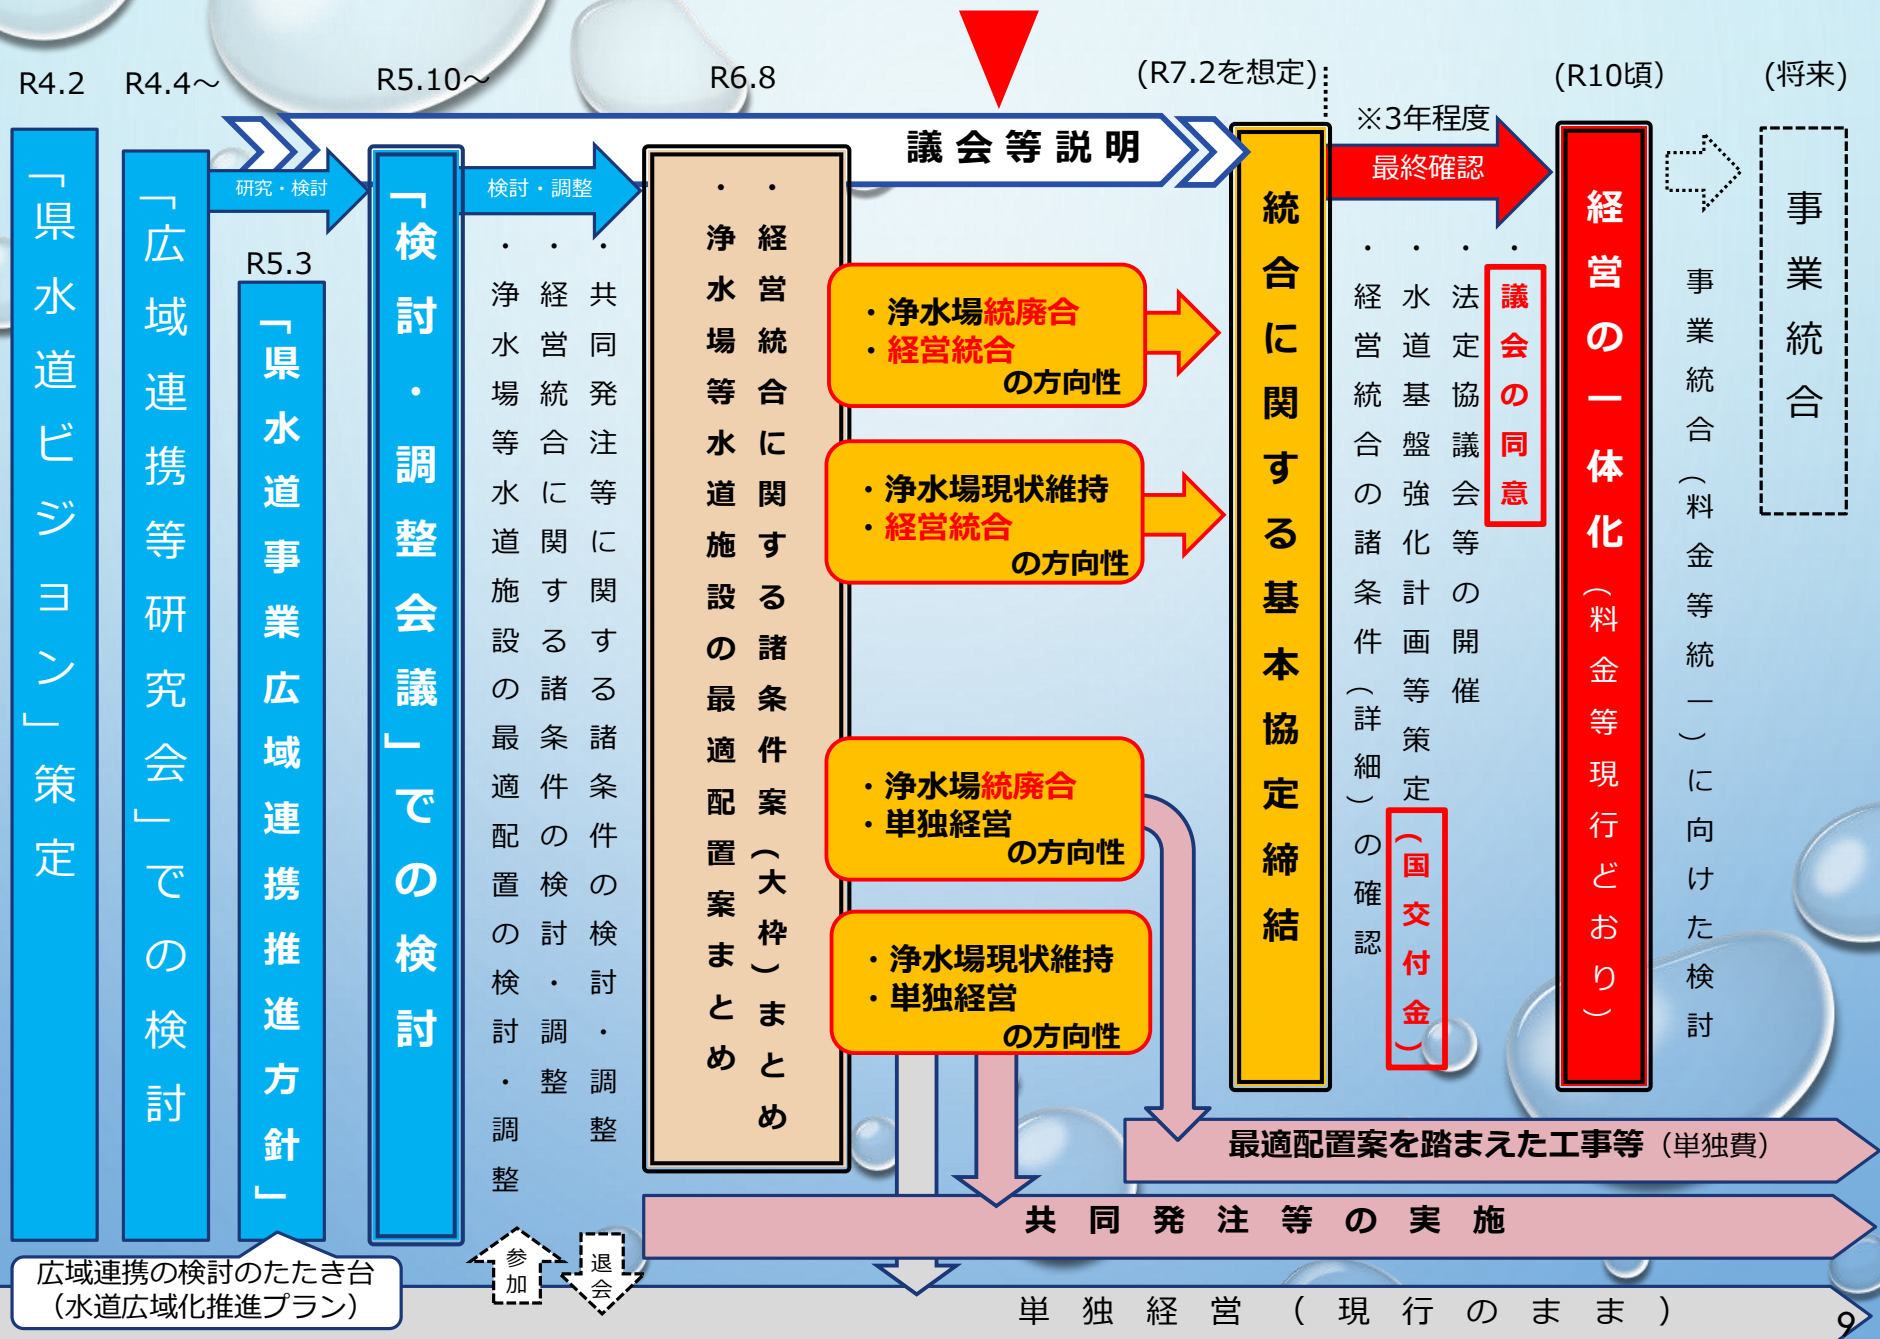 R4.2
R4.4～
R5.10～
R6.8
(R7.2を想定)
(R10頃)
(将来)
「県水道ビジョン」策定
「広域連携等研究会」での検討
研究・検討
R5.3
「県水道事業広域連携推進方針」
広域連携の検討のたたき台
（水道広域化推進プラン）
「検討・調整会議」での検討
検討・調整
・共同発注等に関する諸条件の検討・調整
・経営統合に関する諸条件の検討・調整
・浄水場等水道施設の最適配置の検討・調整
参加
退会
・経営統合に関する諸条件案（大枠）まとめ
・浄水場等水道施設の最適配置案まとめ
議会等説明
・浄水場統廃合
・経営統合
の方向性
・浄水場現状維持
・経営統合
の方向性
・浄水場統廃合
・単独経営
の方向性
・浄水場現状維持
・単独経営
の方向性
統合に関する基本協定締結
※3年程度
最終確認
・議会の同意
・法定協議会等の開催
・水道基盤強化計画等策定（国交付金）
・経営統合の諸条件（詳細）の確認
経営の一体化（料金等現行どおり）
事業統合（料金等統一）に向けた検討
事業統合
最適配置案を踏まえた工事等（単独費）
共同発注等の実施
単独経営（現行のまま）
9